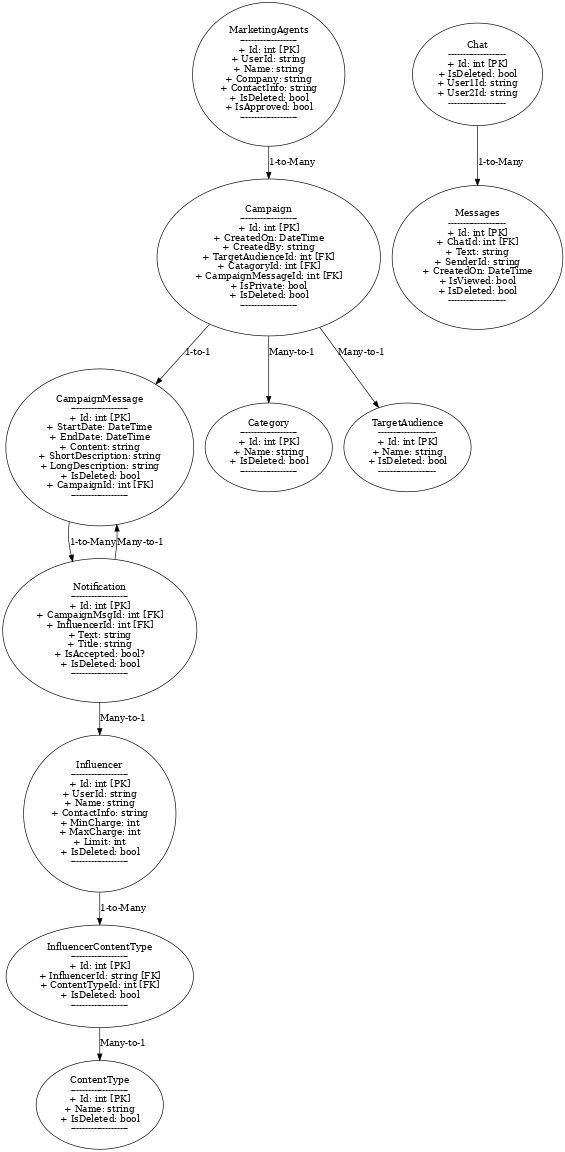 MarketingAgents
--------------------
+ Id: int [PK]
+ UserId: string
+ Name: string
+ Company: string
+ ContactInfo: string
+ IsDeleted: bool
+ IsApproved: bool
--------------------
Chat
--------------------
+ Id: int [PK]
+ IsDeleted: bool
+ User1Id: string
+ User2Id: string
--------------------
1-to-Many
1-to-Many
Campaign
--------------------
+ Id: int [PK]
+ CreatedOn: DateTime
+ CreatedBy: string
+ TargetAudienceId: int [FK]
+ CatagoryId: int [FK]
+ CampaignMessageId: int [FK]
+ IsPrivate: bool
+ IsDeleted: bool
--------------------
Messages
--------------------
+ Id: int [PK]
+ ChatId: int [FK]
+ Text: string
+ SenderId: string
+ CreatedOn: DateTime
+ IsViewed: bool
+ IsDeleted: bool
--------------------
1-to-1
Many-to-1
Many-to-1
CampaignMessage
--------------------
+ Id: int [PK]
+ StartDate: DateTime
+ EndDate: DateTime
+ Content: string
+ ShortDescription: string
+ LongDescription: string
+ IsDeleted: bool
+ CampaignId: int [FK]
--------------------
Category
--------------------
+ Id: int [PK]
+ Name: string
+ IsDeleted: bool
--------------------
TargetAudience
--------------------
+ Id: int [PK]
+ Name: string
+ IsDeleted: bool
--------------------
1-to-Many
Many-to-1
Notification
--------------------
+ Id: int [PK]
+ CampaignMsgId: int [FK]
+ InfluencerId: int [FK]
+ Text: string
+ Title: string
+ IsAccepted: bool?
+ IsDeleted: bool
--------------------
Many-to-1
Influencer
--------------------
+ Id: int [PK]
+ UserId: string
+ Name: string
+ ContactInfo: string
+ MinCharge: int
+ MaxCharge: int
+ Limit: int
+ IsDeleted: bool
--------------------
1-to-Many
InfluencerContentType
--------------------
+ Id: int [PK]
+ InfluencerId: string [FK]
+ ContentTypeId: int [FK]
+ IsDeleted: bool
--------------------
Many-to-1
ContentType
--------------------
+ Id: int [PK]
+ Name: string
+ IsDeleted: bool
--------------------